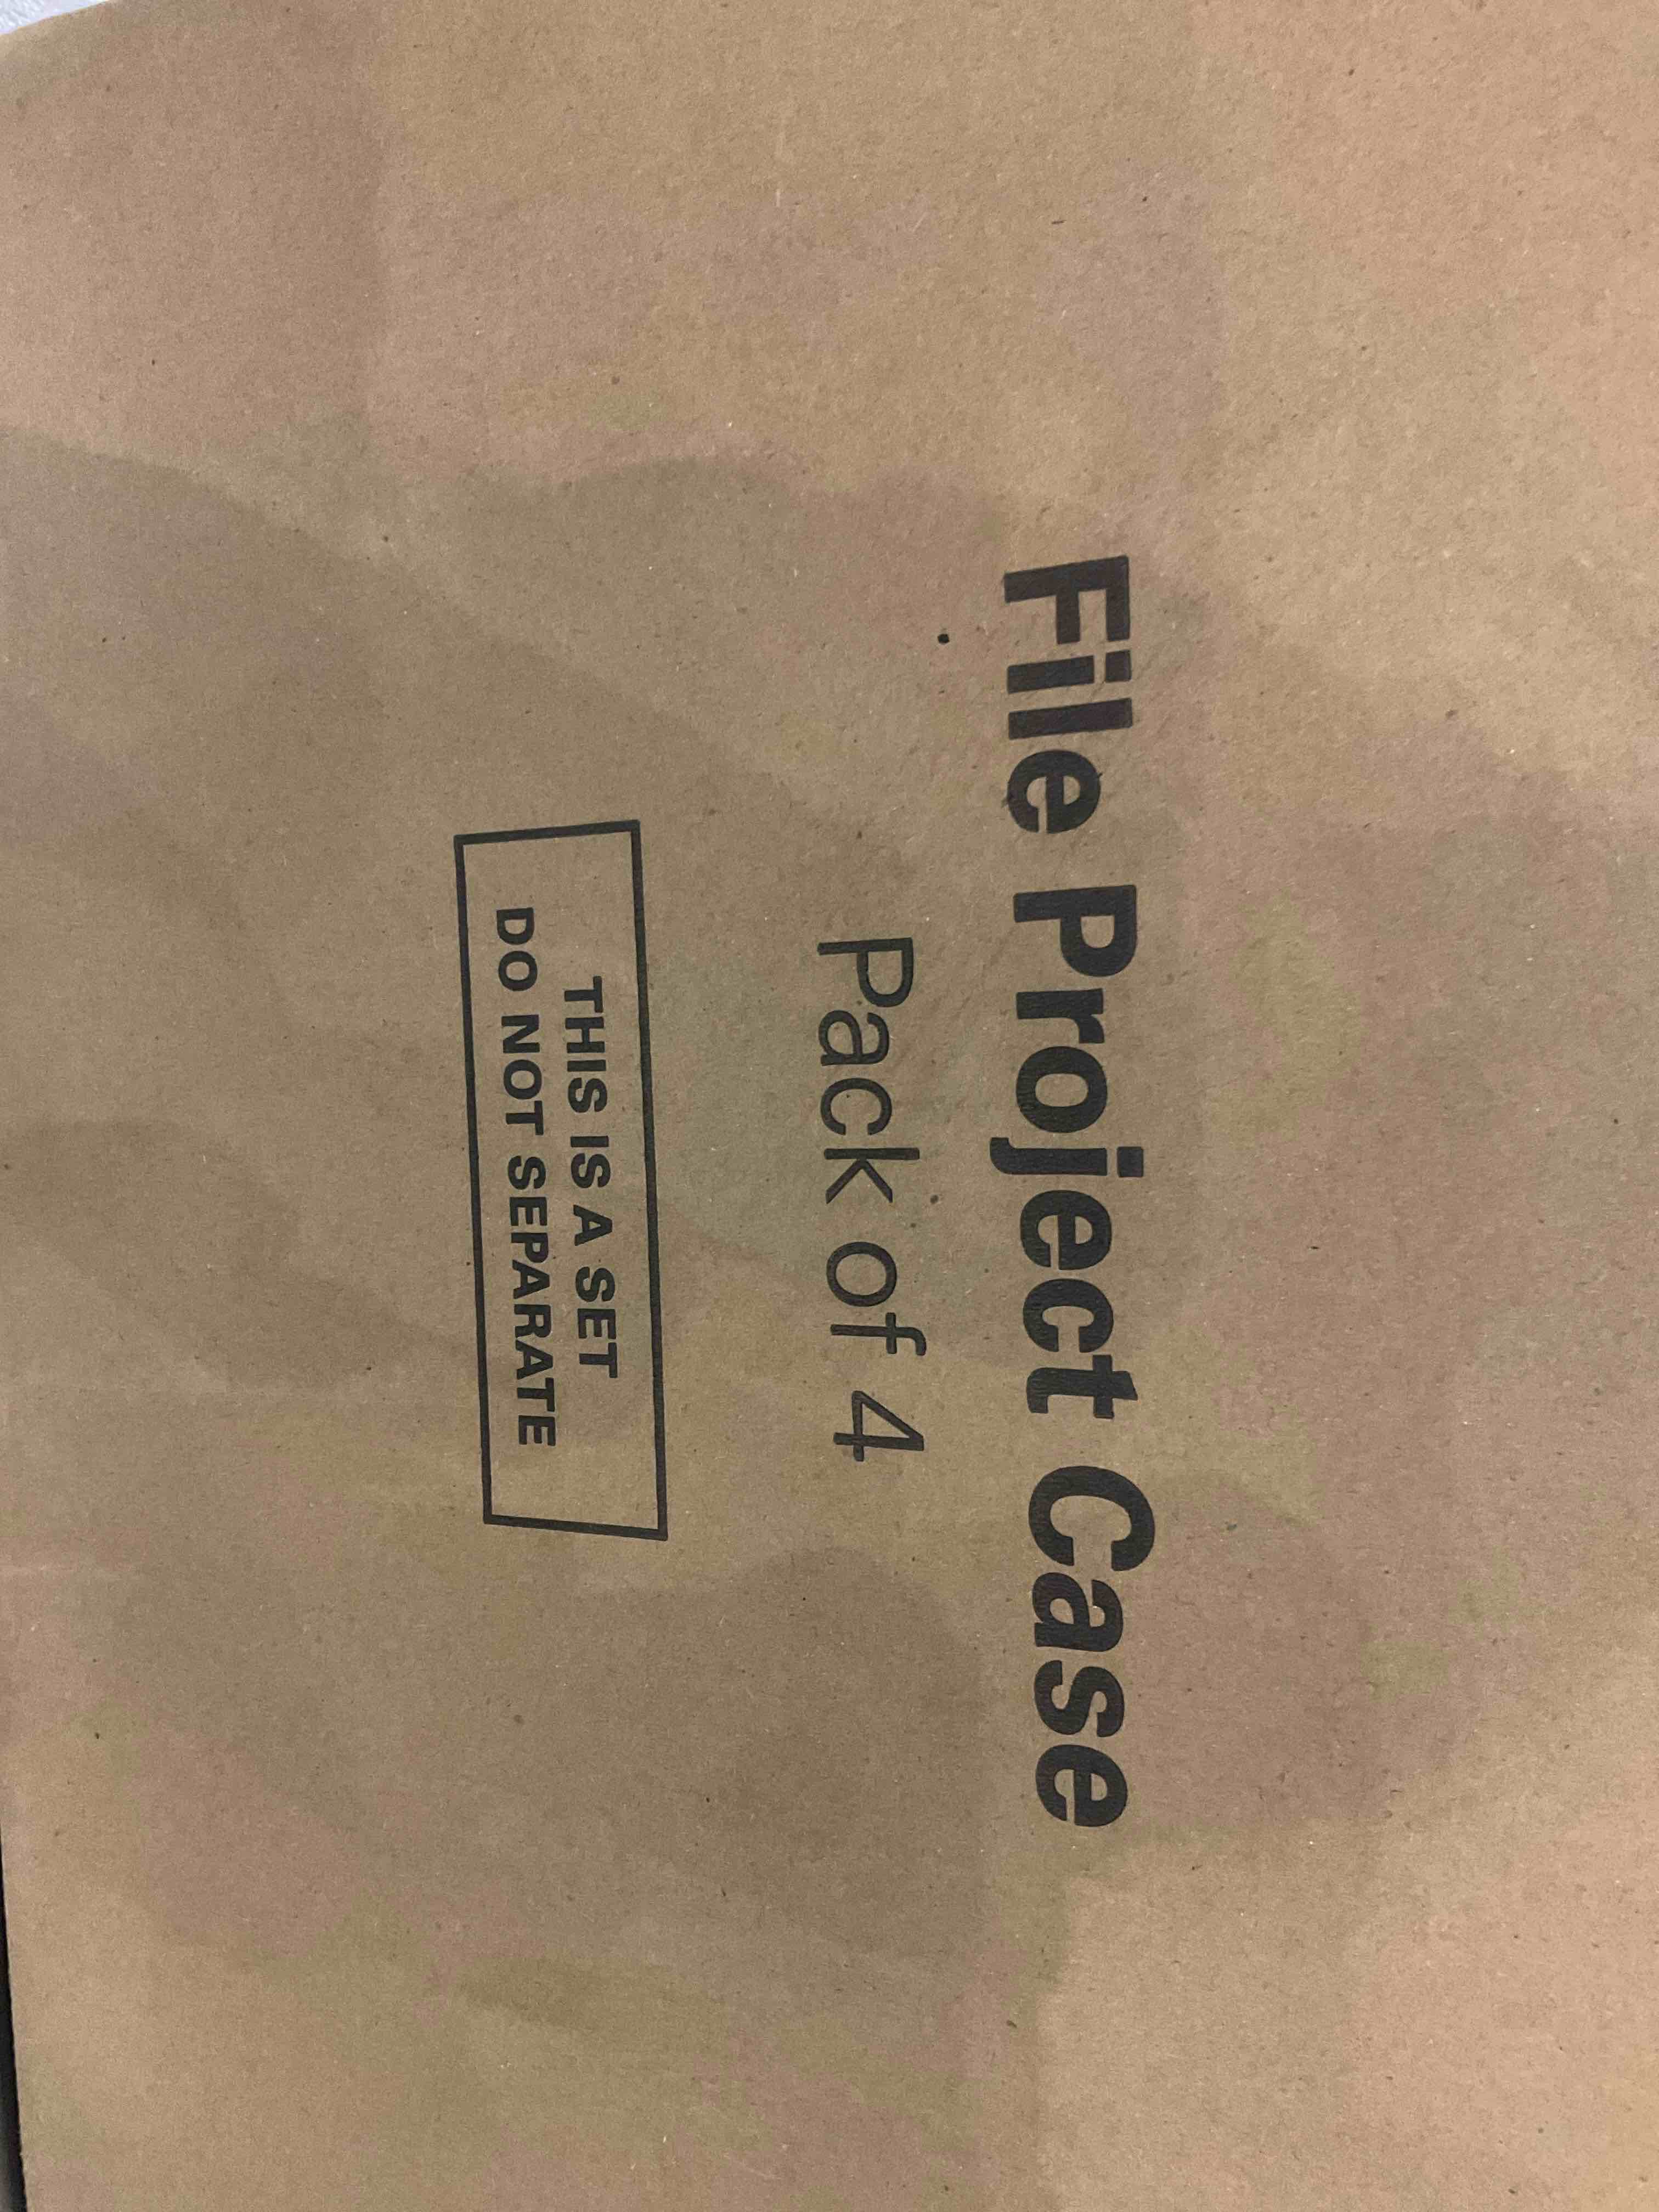 File Project Case
Pack of 4
THIS IS A SET
DO NOT SEPARATE